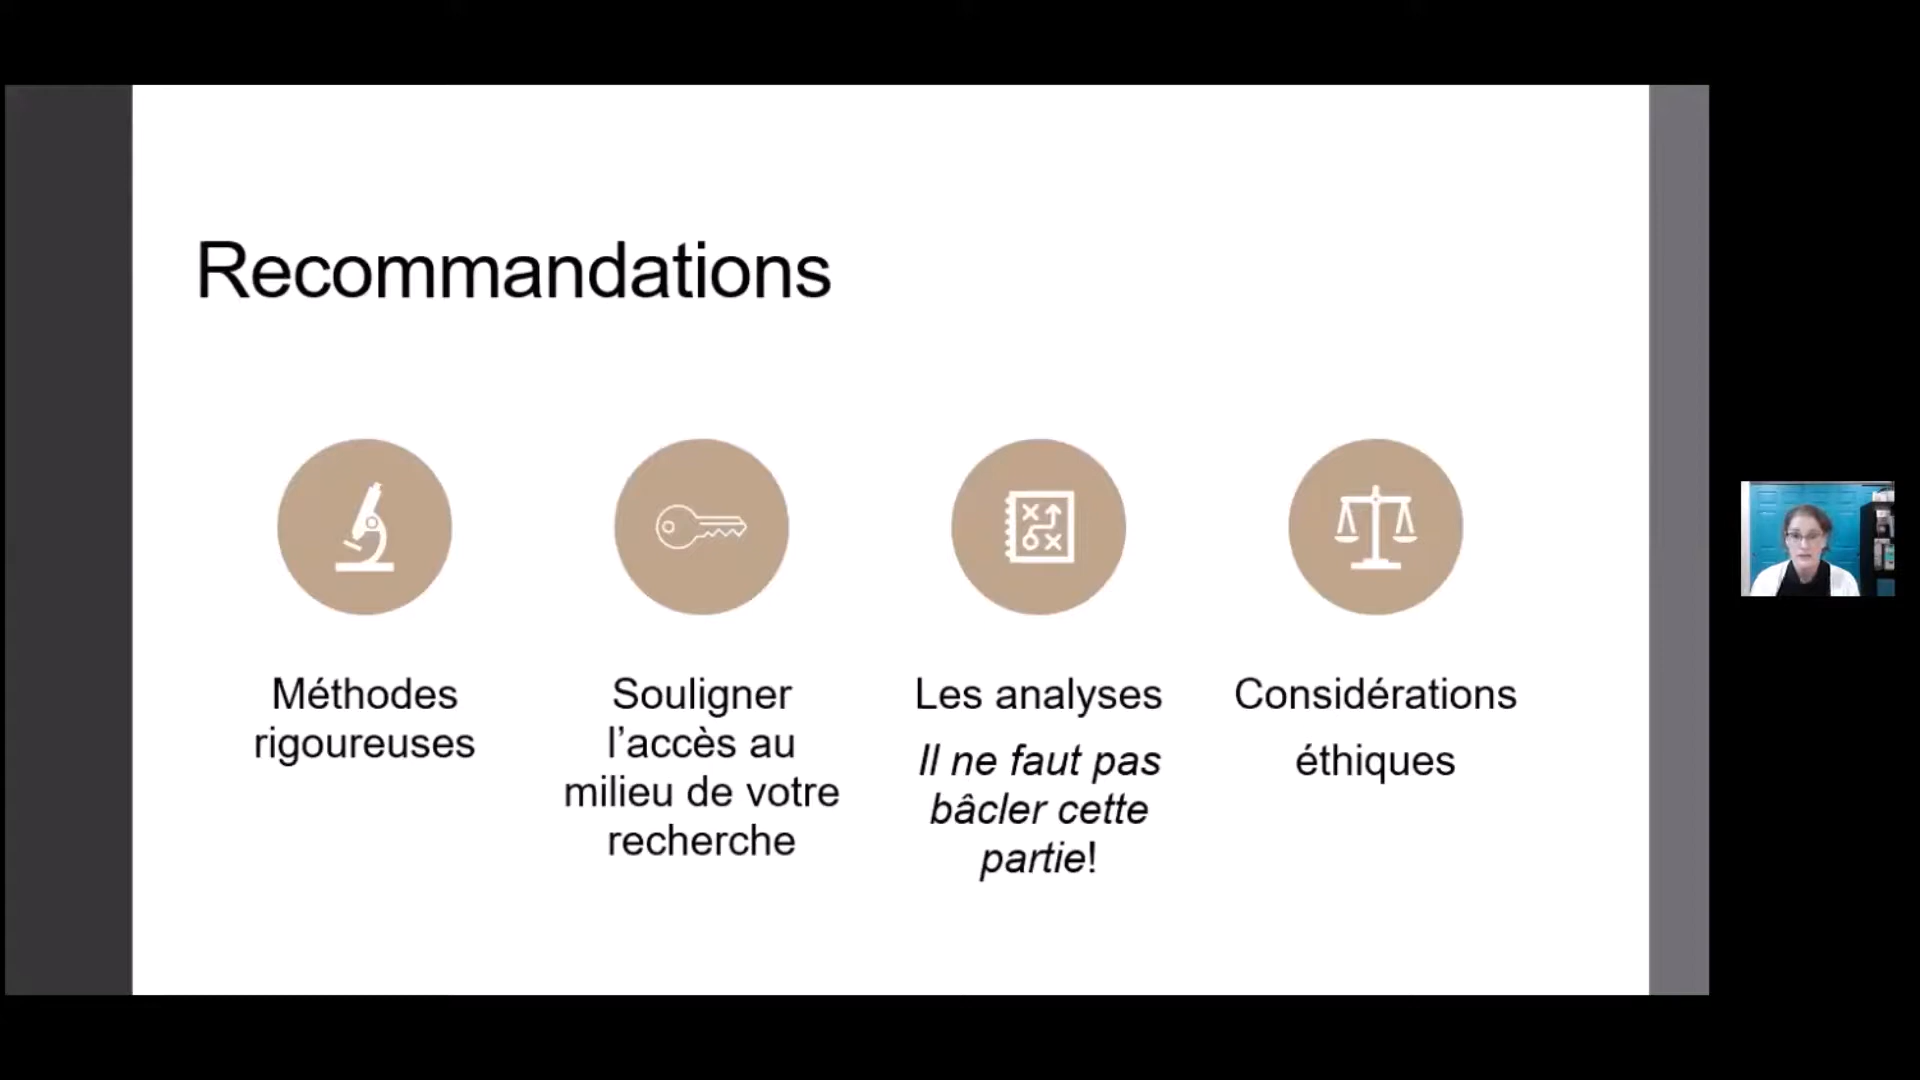 Recommandations
Méthodes
rigoureuses
Souligner
l’accès au
milieu de votre
recherche
Les analyses
Il ne faut pas
bâcler cette
partie!
Considérations
éthiques